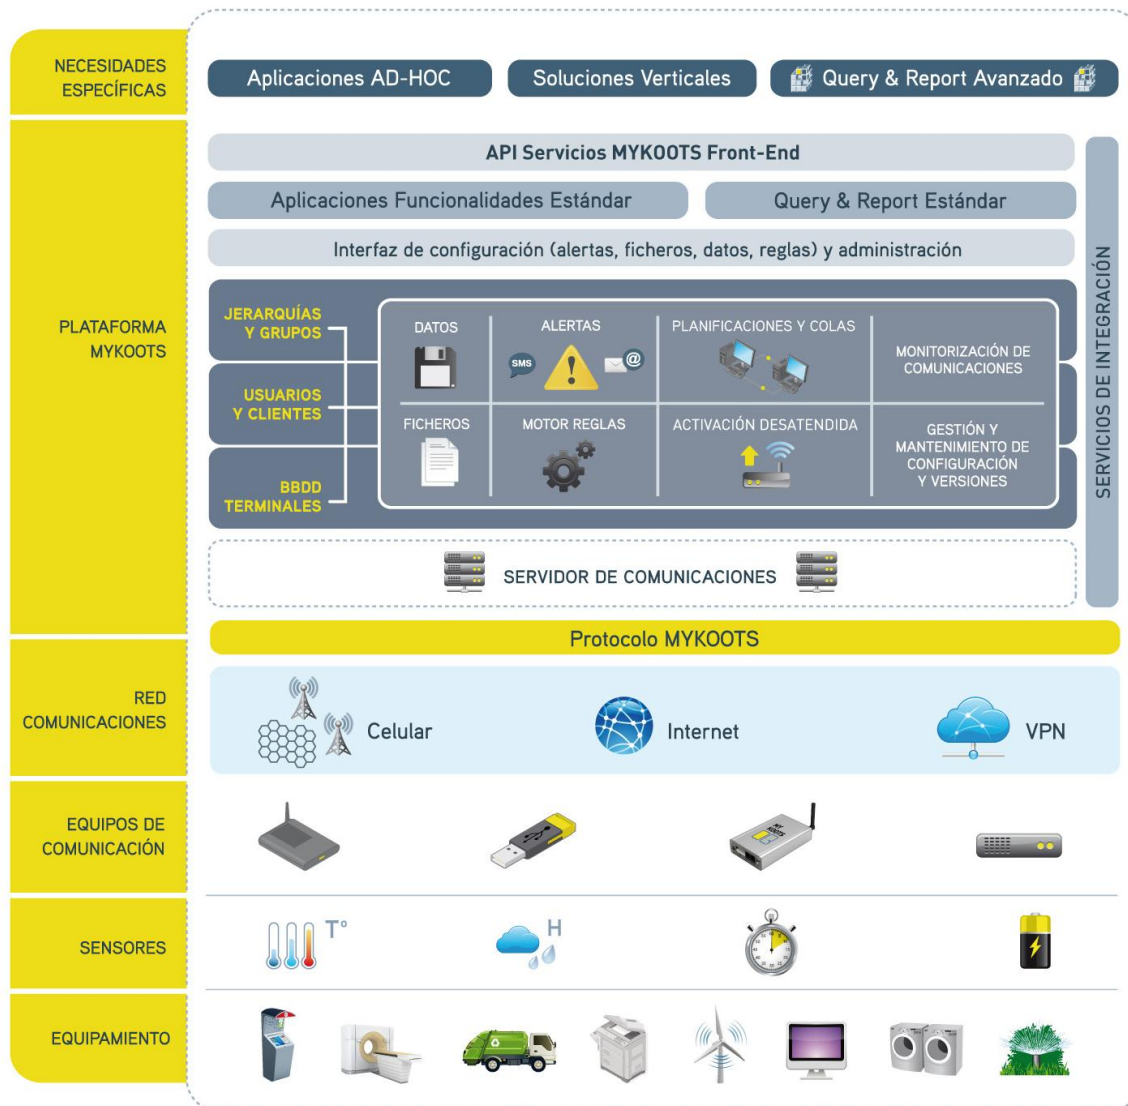 NECESIDADES
ESPECÍFICAS
Aplicaciones AD-HOC
Soluciones Verticales
Query & Report Avanzado
PLATAFORMA
MYKOOTS
API Servicios MYKOOTS Front-End
Aplicaciones Funcionalidades Estándar
Query & Report Estándar
Interfaz de configuración (alertas, ficheros, datos, reglas) y administración
JERARQUÍAS
Y GRUPOS
USUARIOS
Y CLIENTES
BBDD
TERMINALES
DATOS
ALERTAS
SMS
@
PLANIFICACIONES Y COLAS
MONITORIZACIÓN DE
COMUNICACIONES
FICHEROS
MOTOR REGLAS
ACTIVACIÓN DESATENDIDA
GESTIÓN Y
MANTENIMIENTO DE
CONFIGURACIÓN
Y VERSIONES
SERVIDOR DE COMUNICACIONES
SERVICIOS DE INTEGRACIÓN
Protocolo MYKOOTS
RED
COMUNICACIONES
Celular
Internet
VPN
EQUIPOS DE
COMUNICACIÓN
MY
KOOTS
SENSORES
T°
H
EQUIPAMIENTO